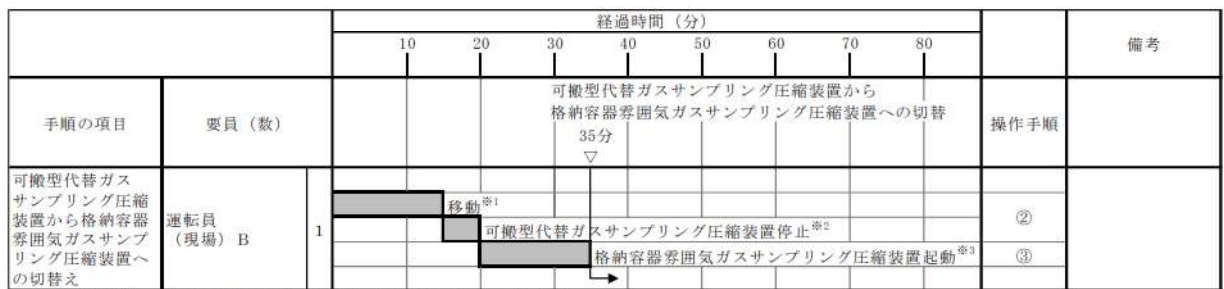 経過時間（分）
10 20 30 40 50 60 70 80
備考
手順の項目
要員（数）
可搬型代替ガスサンプリング圧縮装置から
格納容器雰囲気ガスサンプリング圧縮装置への切替
35分
▽
操作手順
可搬型代替ガス
サンプリング圧縮
装置から格納容器
雰囲気ガスサンプ
リング圧縮装置へ
の切替え
運転員
（現場）B
1
移動※1
可搬型代替ガスサンプリング圧縮装置停止※2
②
格納容器雰囲気ガスサンプリング圧縮装置起動※3
③